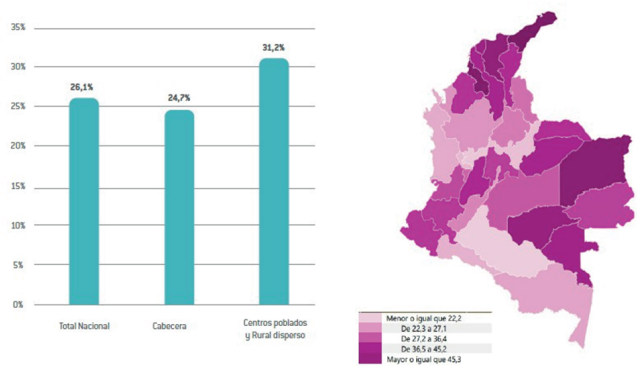 35%
30%
25%
20%
15%
10%
5%
0%
26,1%
24,7%
31,2%
Total Nacional
Cabecera
Centros poblados
y Rural disperso
Menor o igual que 22,2
De 22,3 a 27,1
De 27,2 a 36,4
De 36,5 a 45,2
Mayor o igual que 45,3